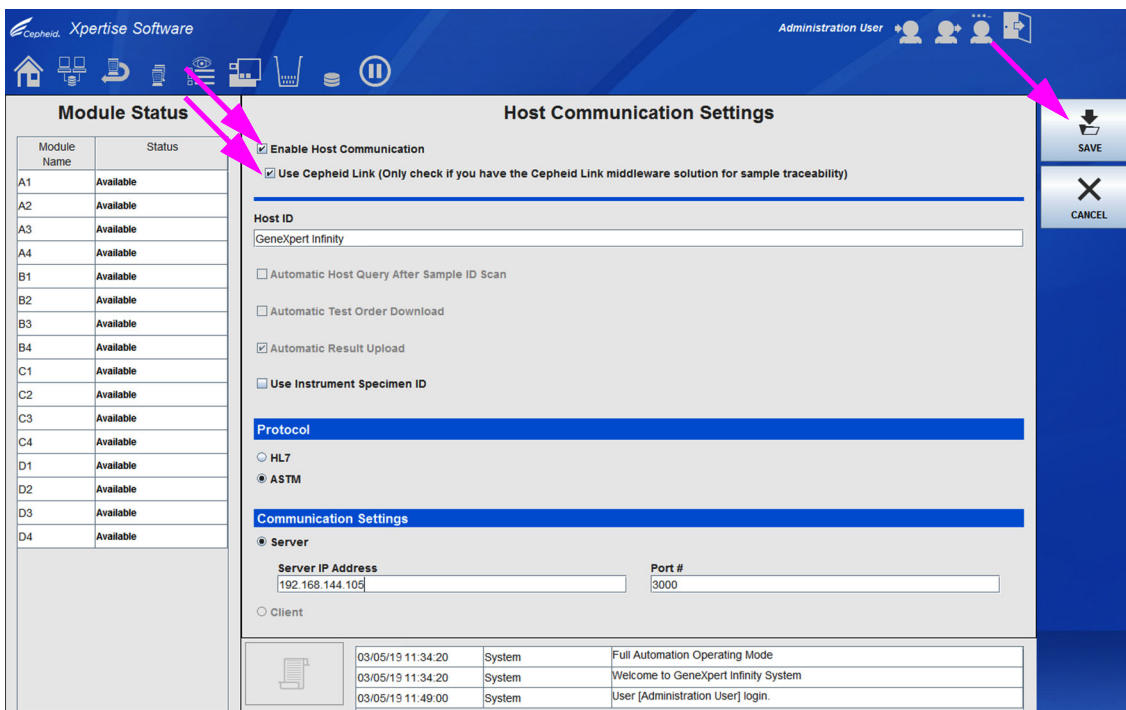 Cepheid. Xpertise Software
Administration User
Module Status
Module Name Status
A1 Available
A2 Available
A3 Available
A4 Available
B1 Available
B2 Available
B3 Available
B4 Available
C1 Available
C2 Available
C3 Available
C4 Available
D1 Available
D2 Available
D3 Available
D4 Available
Host Communication Settings
Enable Host Communication
Use Cepheid Link (Only check if you have the Cepheid Link middleware solution for sample traceability)
Host ID
GeneXpert Infinity
Automatic Host Query After Sample ID Scan
Automatic Test Order Download
Automatic Result Upload
Use Instrument Specimen ID
Protocol
HL7
ASTM
Communication Settings
Server
Server IP Address Port #
192.168.144.105 3000
Client
03/05/19 11:34:20 System Full Automation Operating Mode
03/05/19 11:34:20 System Welcome to GeneXpert Infinity System
03/05/19 11:49:00 System User [Administration User] login.
SAVE
CANCEL